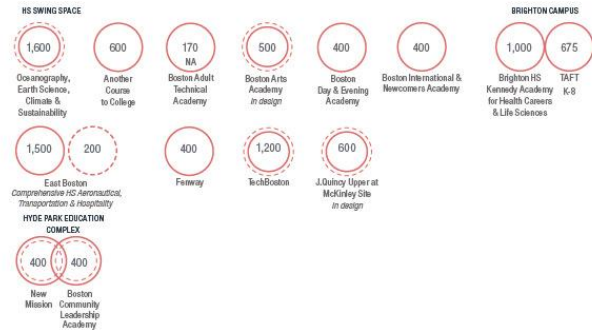 HS SWING SPACE
BRIGHTON CAMPUS
1,600
600
170
NA
500
400
400
1,000
675
Oceanography,
Earth Science,
Climate &
Sustainability
Another
Course
to College
Boston Adult
Technical
Academy
Boston Arts
Academy
In design
Boston
Day & Evening
Academy
Boston International &
Newcomers Academy
Brighton HS
Kennedy Academy
for Health Careers
& Life Sciences
TAFT
K-8
1,500
200
400
1,200
600
East Boston
Comprehensive HS Aeronautical,
Transportation & Hospitality
Fenway
TechBoston
J.Quincy Upper at
McKinley Site
in design
HYDE PARK EDUCATION
COMPLEX
400
400
New
Mission
Boston
Community
Leadership
Academy